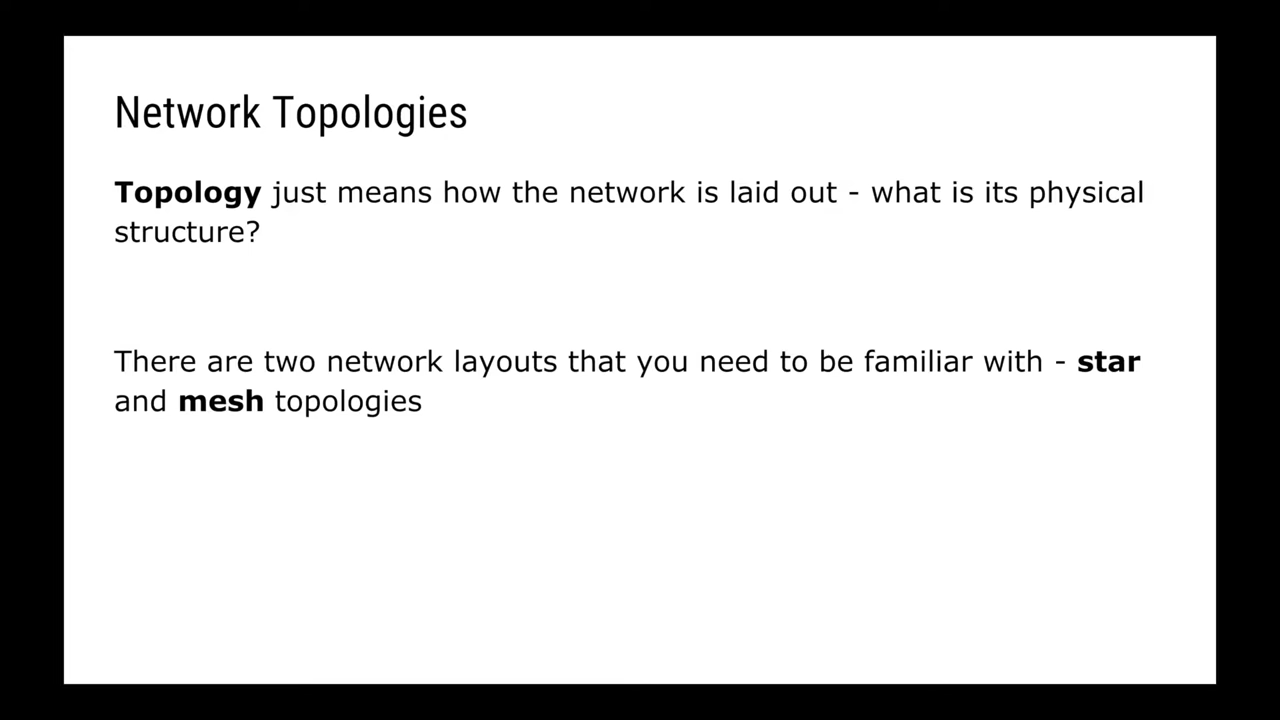 Network Topologies
Topology just means how the network is laid out - what is its physical
structure?
There are two network layouts that you need to be familiar with - star
and mesh topologies